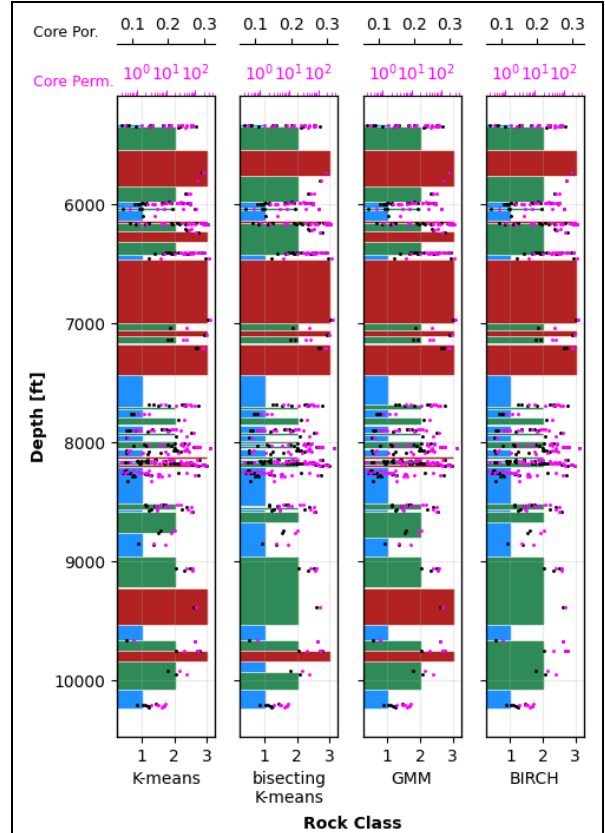 Core Por. 0.1 0.2 0.3 0.1 0.2 0.3 0.1 0.2 0.3 0.1 0.2 0.3
Core Perm. 10⁰ 10¹ 10² 10⁰ 10¹ 10² 10⁰ 10¹ 10² 10⁰ 10¹ 10²
6000
7000
8000
9000
10000
Depth [ft]
1 2 3 1 2 3 1 2 3 1 2 3
K-means bisecting K-means GMM BIRCH
Rock Class